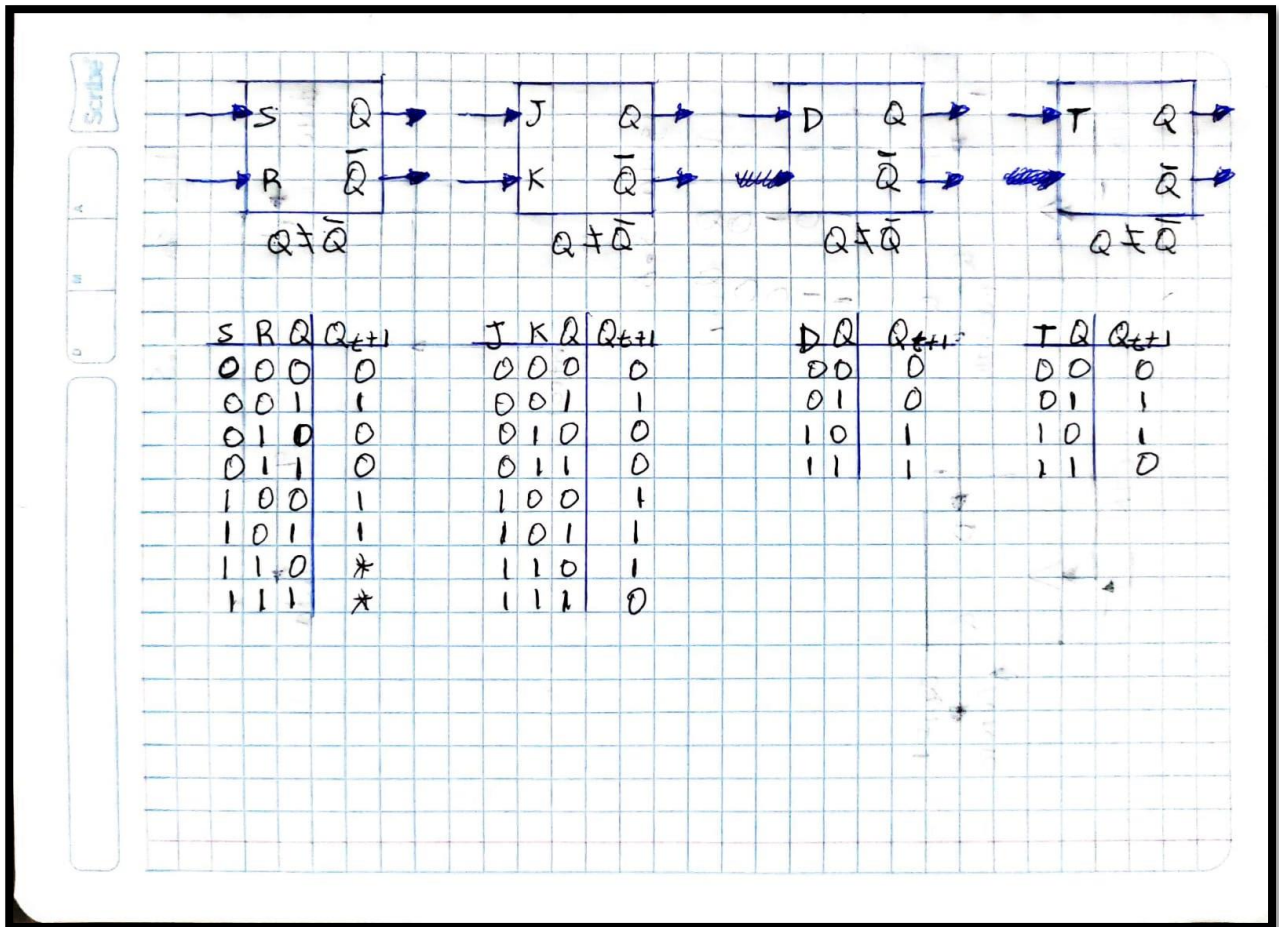 Scribe
D M A
S Q J Q D Q T Q
R Q̅ K Q̅ Q̅ Q̅
Q ≠ Q̅ Q ≠ Q̅ Q ≠ Q̅ Q ≠ Q̅
S R Q Qt+1 J K Q Qt+1 D Q Qt+1 T Q Qt+1
0 0 0 0 0 0 0 0 0 0 0 0 0 0
0 0 1 1 0 0 1 1 0 1 0 0 1 1
0 1 0 0 0 1 0 0 1 0 1 1 0 1
0 1 1 0 0 1 1 0 1 1 1 1 1 0
1 0 0 1 1 0 0 1
1 0 1 1 1 0 1 1
1 1 0 * 1 1 0 1
1 1 1 * 1 1 1 0